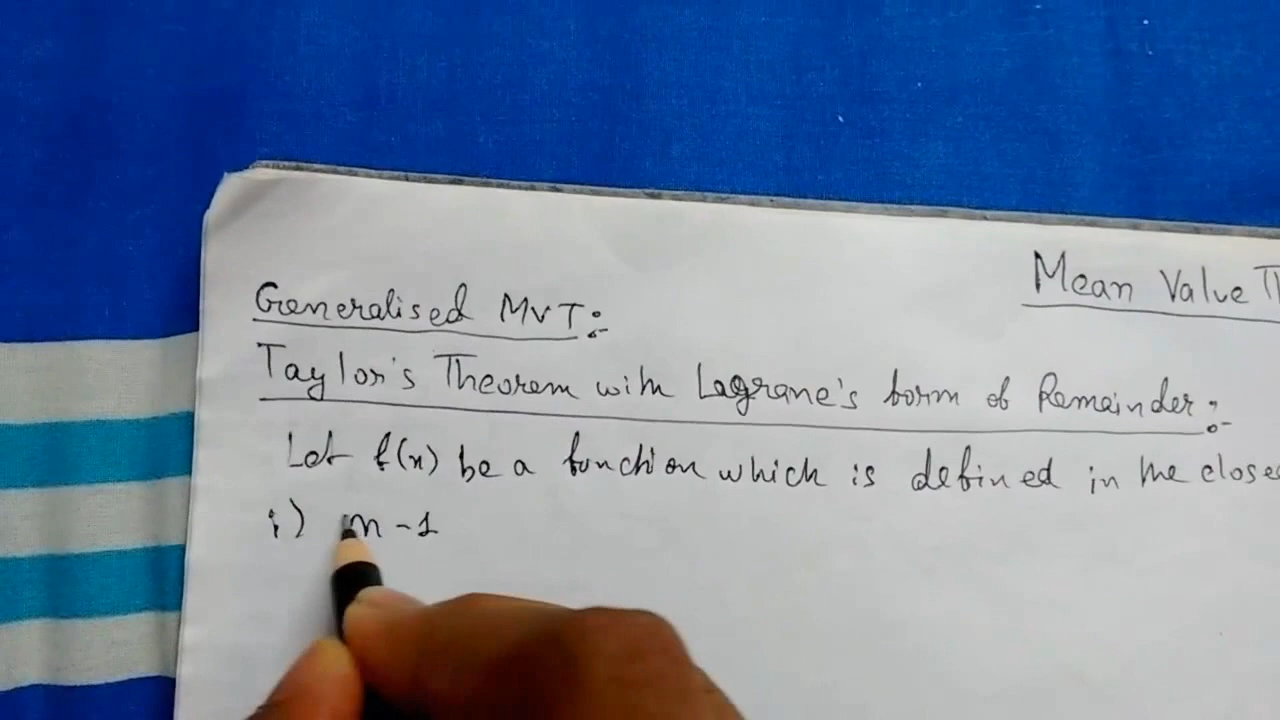 Mean Value T
Generalised MVT:-
Taylor's Theorem with Lagrane's form of Remainder:-
Let f(x) be a function which is defined in the close
i) n-1